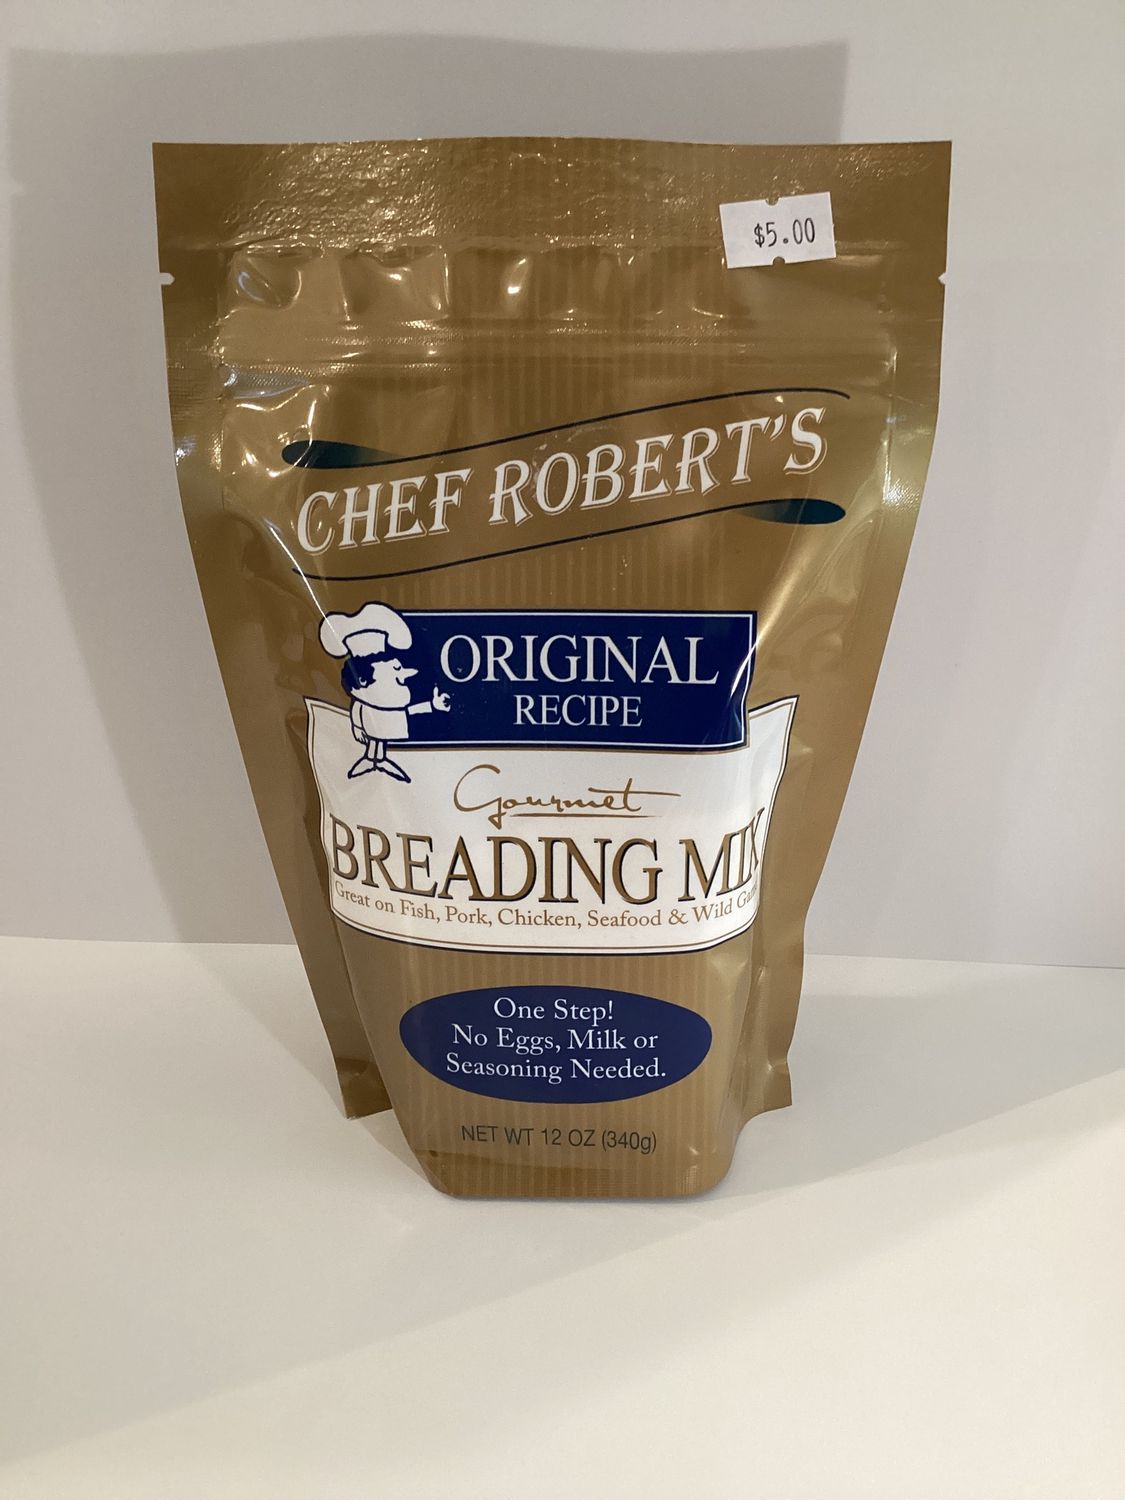 $5.00
CHEF ROBERT'S
ORIGINAL
RECIPE
Gourmet
BREADING MIX
Great on Fish, Pork, Chicken, Seafood & Wild
One Step!
No Eggs, Milk or
Seasoning Needed.
NET WT 12 OZ (340g)